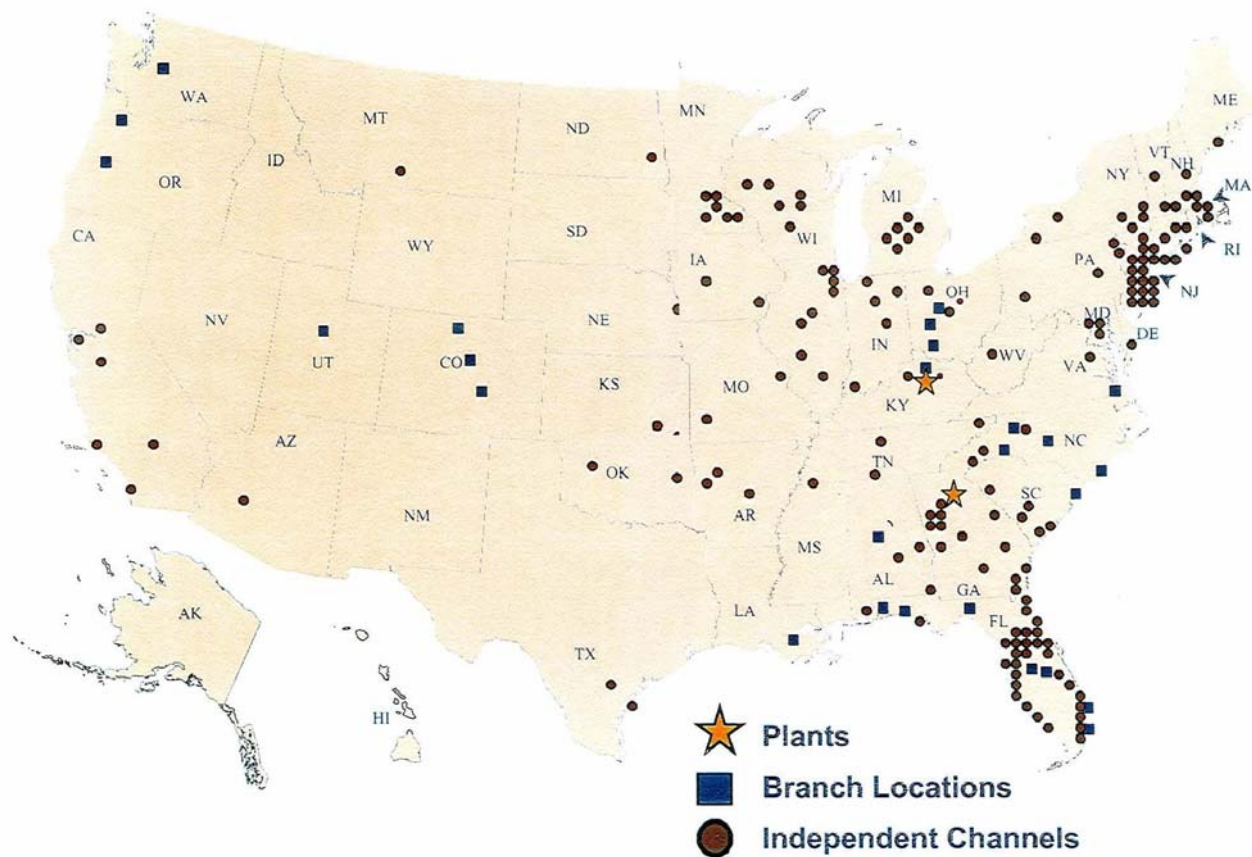 WA
MT
ND
MN
ME
OR
ID
VT
NH
NY
MA
MI
CA
WY
SD
WI
RI
IA
PA
NJ
NV
NE
OH
MD
DE
UT
CO
IN
WV
VA
KS
MO
KY
AZ
OK
TN
NC
NM
AR
SC
MS
AL
GA
AK
LA
FL
TX
HI
Plants
Branch Locations
Independent Channels